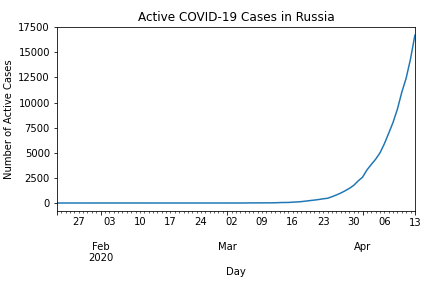 Active COVID-19 Cases in Russia
17500
15000
12500
10000
7500
5000
2500
0
Number of Active Cases
27 03 10 17 24 02 09 16 23 30 06 13
Feb Mar Apr
2020
Day